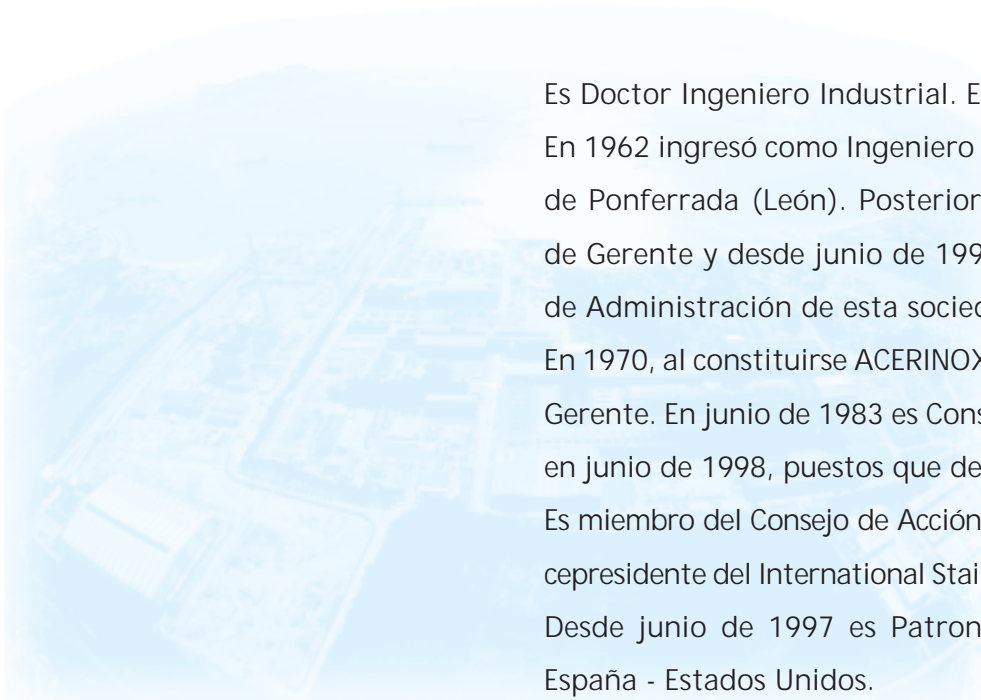 Es Doctor Ingeniero Industrial. E
En 1962 ingresó como Ingeniero
de Ponferrada (León). Posterior
de Gerente y desde junio de 199
de Administración de esta socied
En 1970, al constituirse ACERINOX
Gerente. En junio de 1983 es Cons
en junio de 1998, puestos que de
Es miembro del Consejo de Acción
cepresidente del International Stai
Desde junio de 1997 es Patron
España - Estados Unidos.